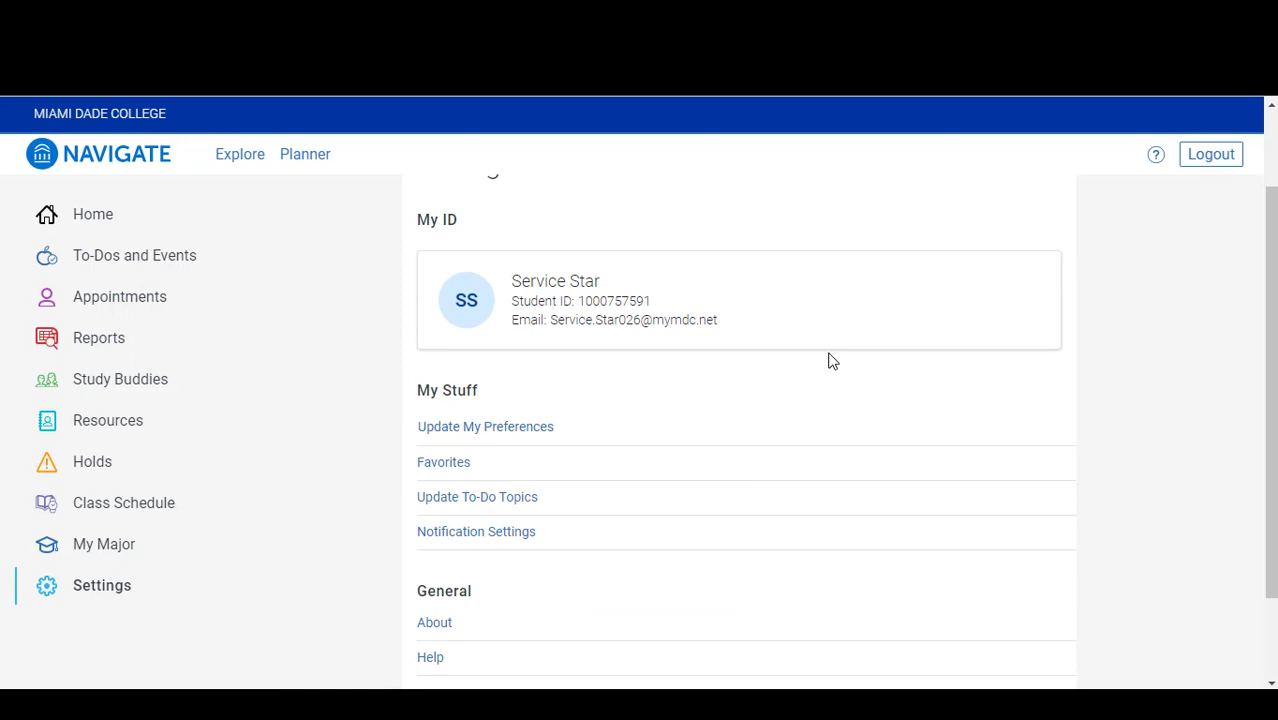 MIAMI DADE COLLEGE
NAVIGATE
Explore
Planner
?
Logout
Home
To-Dos and Events
Appointments
Reports
Study Buddies
Resources
Holds
Class Schedule
My Major
Settings
My ID
SS
Service Star
Student ID: 1000757591
Email: Service.Star026@mymdc.net
My Stuff
Update My Preferences
Favorites
Update To-Do Topics
Notification Settings
General
About
Help